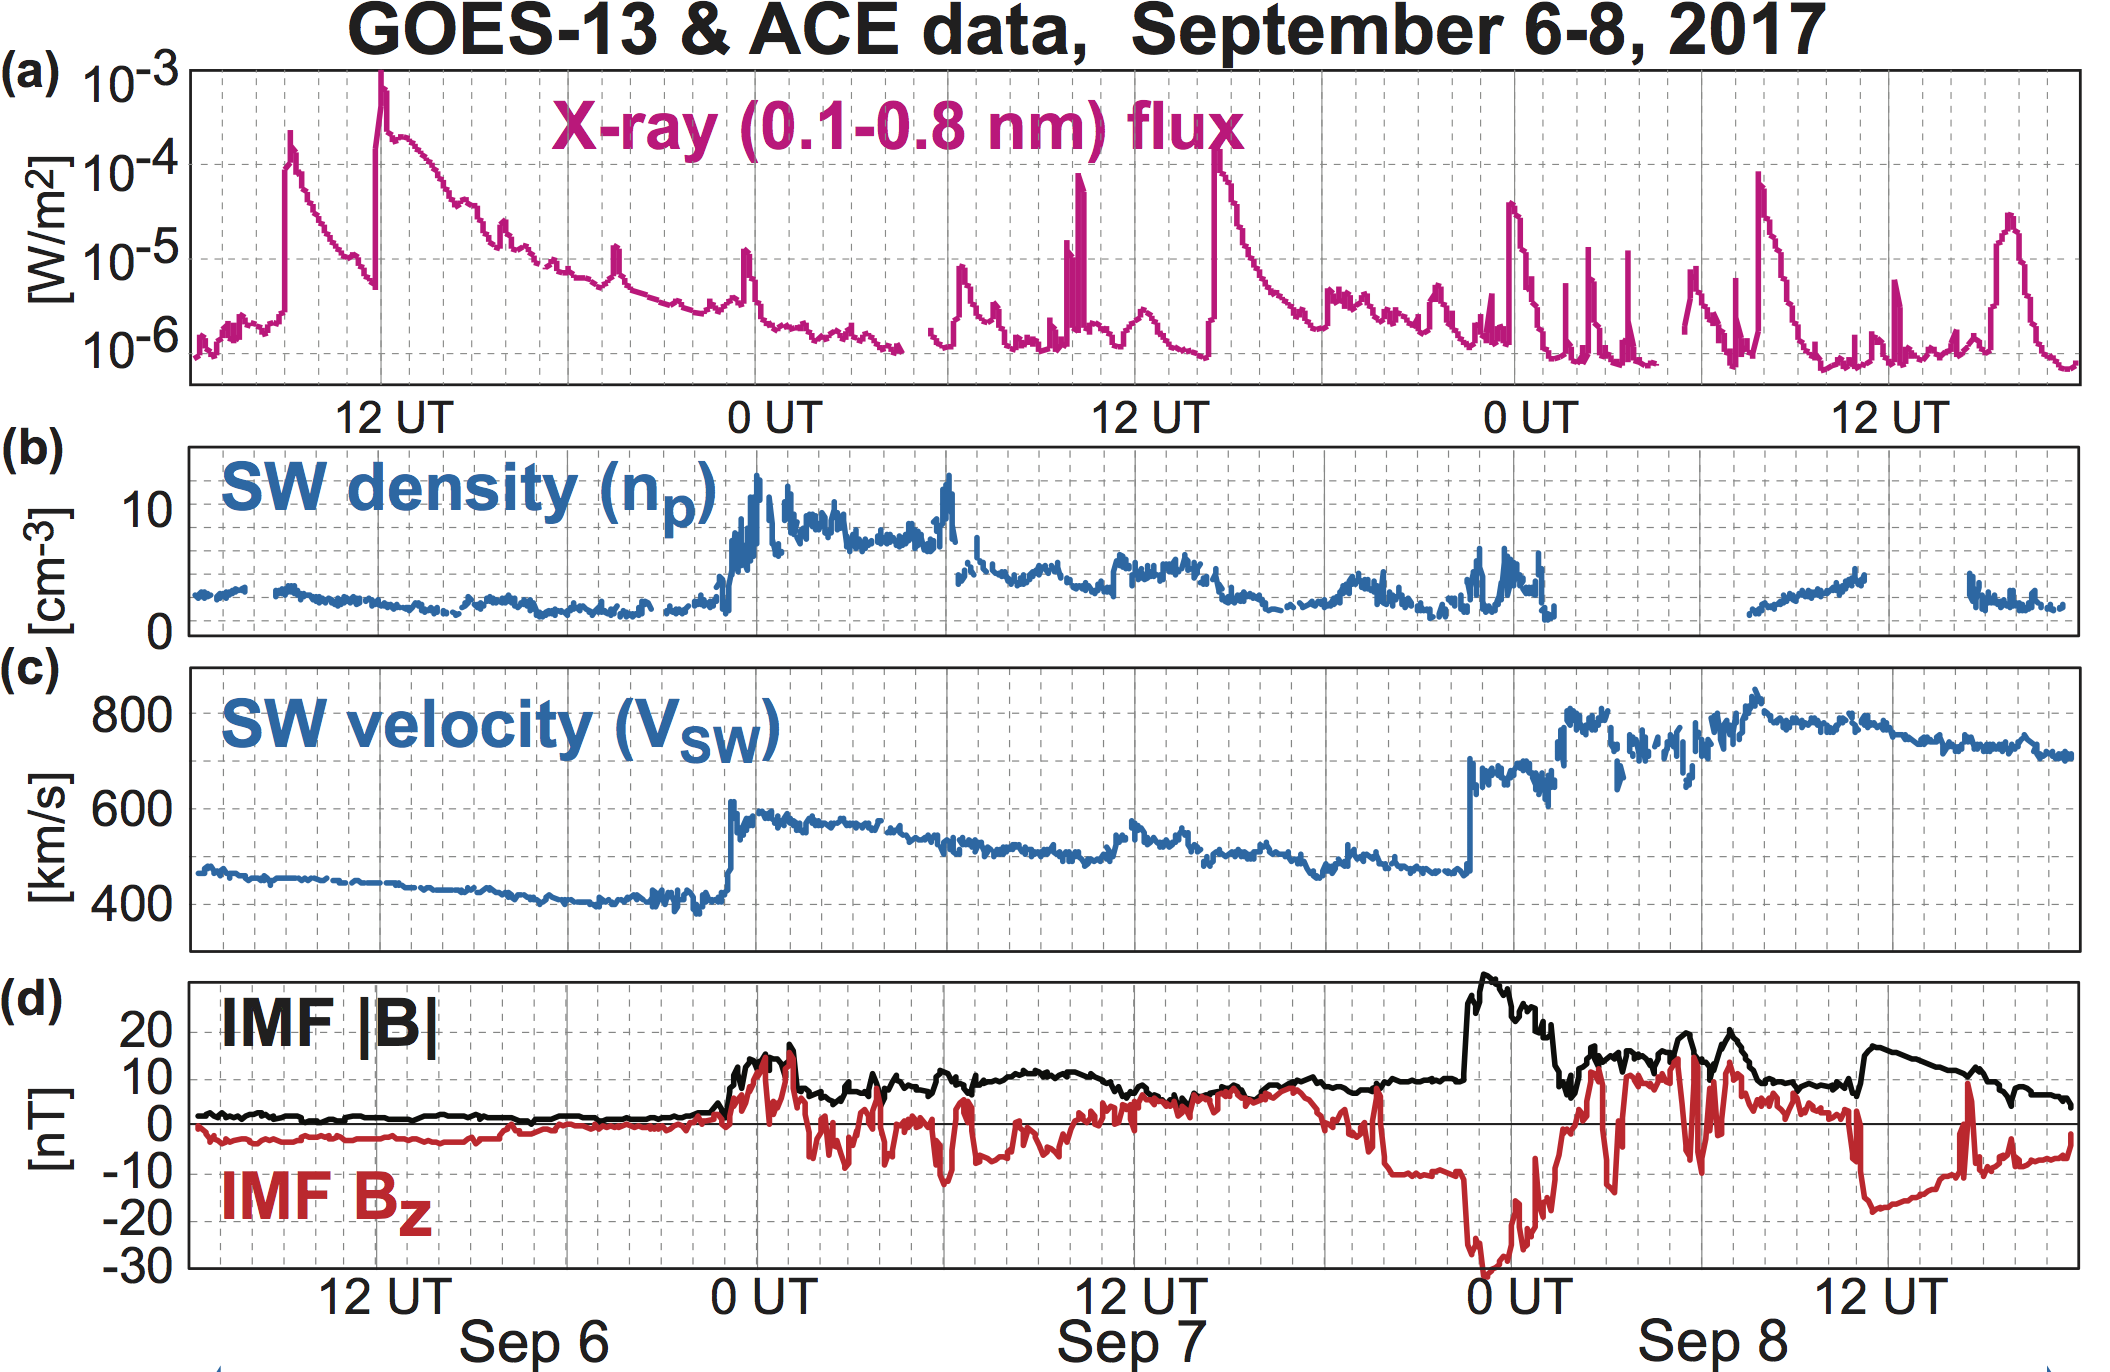 GOES-13 & ACE data, September 6-8, 2017
(a)
10-3
10-4
10-5
10-6
[W/m2]
X-ray (0.1-0.8 nm) flux
12 UT 0 UT 12 UT 0 UT 12 UT
(b)
10
0
[cm-3]
SW density (np)
(c)
800
600
400
[km/s]
SW velocity (VSW)
(d)
20
10
0
-10
-20
-30
[nT]
IMF |B|
IMF Bz
12 UT 0 UT 12 UT 0 UT 12 UT
Sep 6 Sep 7 Sep 8